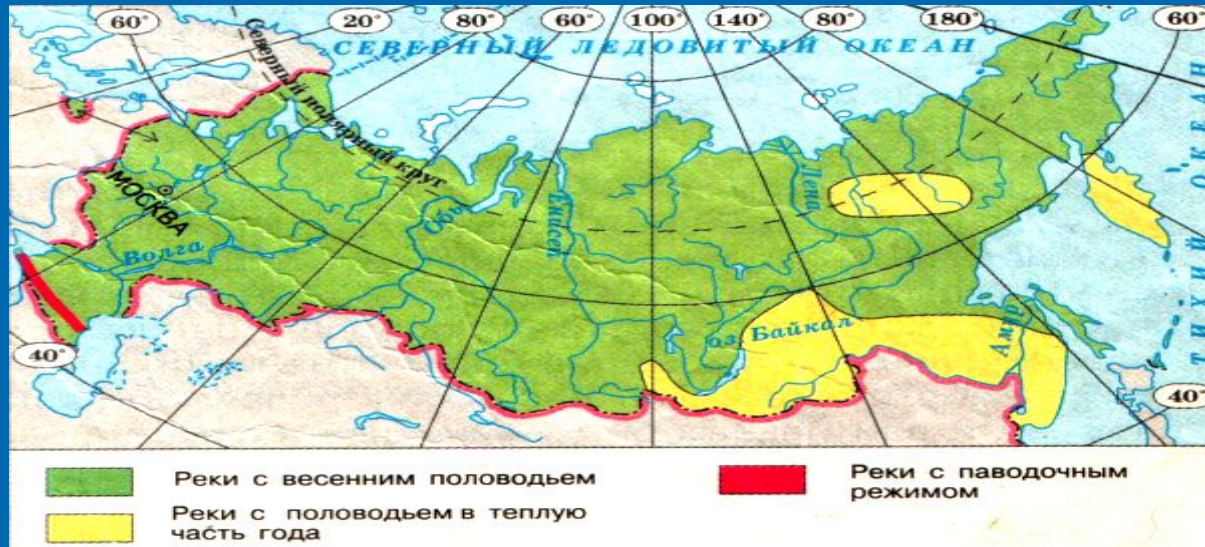 60° 20° 80° 60° 100° 140° 80° 180° 60°
СЕВЕРНЫЙ ЛЕДОВИТЫЙ ОКЕАН
Северный полярный круг
МОСКВА
Волга
Обь
Енисей
Лена
оз. Байкал
Амур
ТИХИЙ ОКЕАН
40°
40°
Реки с весенним половодьем
Реки с половодьем в теплую
часть года
Реки с паводочным
режимом